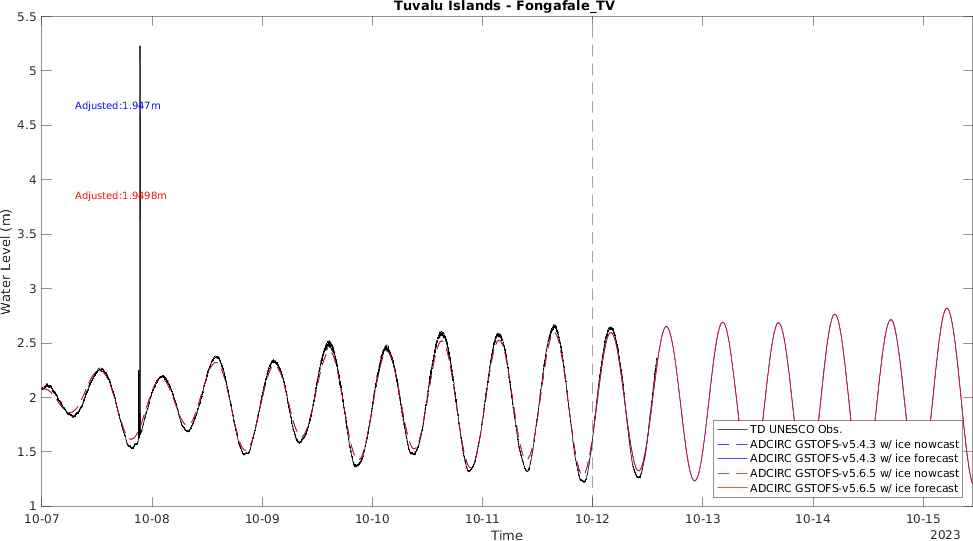 Tuvalu Islands - Fongafale_TV
5.5
5
4.5
4
3.5
3
2.5
2
1.5
1
Water Level (m)
Adjusted:1.947m
Adjusted:1.9498m
TD UNESCO Obs.
ADCIRC GSTOFS-v5.4.3 w/ ice nowcast
ADCIRC GSTOFS-v5.4.3 w/ ice forecast
ADCIRC GSTOFS-v5.6.5 w/ ice nowcast
ADCIRC GSTOFS-v5.6.5 w/ ice forecast
10-07 10-08 10-09 10-10 10-11 10-12 10-13 10-14 10-15
Time
2023